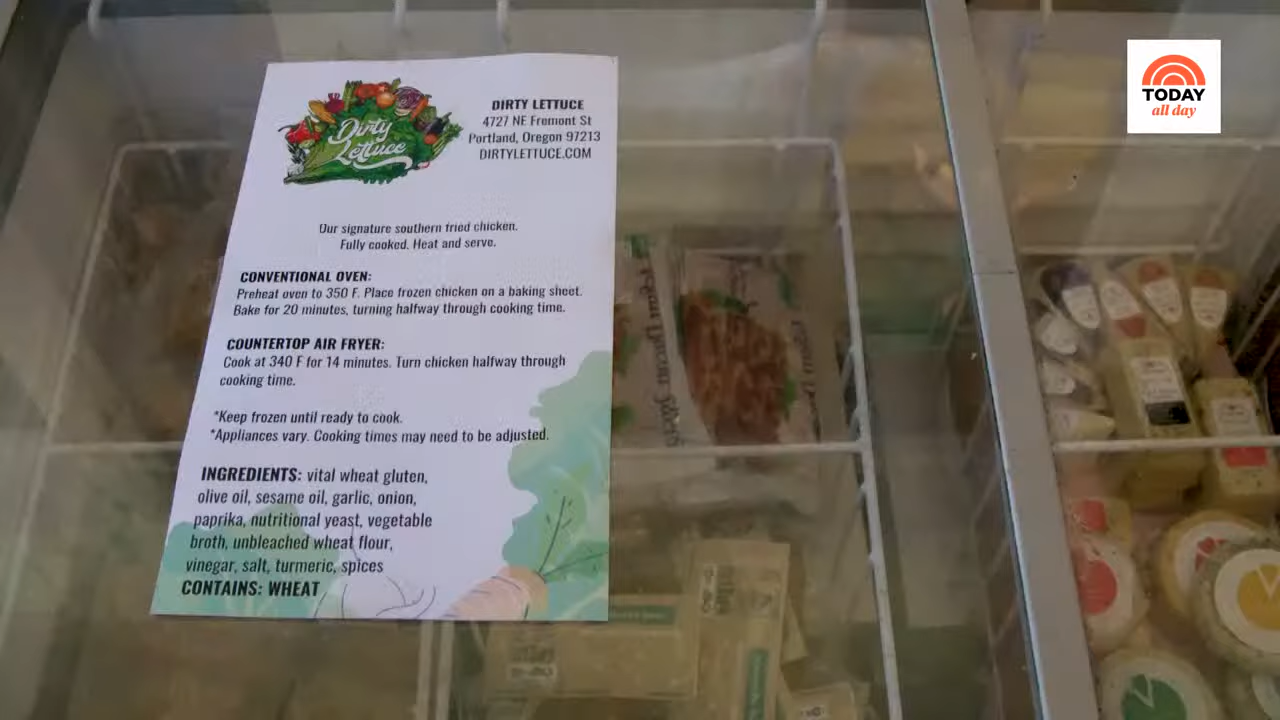 Dirty
Lettuce
DIRTY LETTUCE
4727 NE Fremont St
Portland, Oregon 97213
DIRTYLETTUCE.COM
Our signature southern fried chicken.
Fully cooked. Heat and serve.
CONVENTIONAL OVEN:
Preheat oven to 350 F. Place frozen chicken on a baking sheet.
Bake for 20 minutes, turning halfway through cooking time.
COUNTERTOP AIR FRYER:
Cook at 340 F for 14 minutes. Turn chicken halfway through
cooking time.
*Keep frozen until ready to cook.
*Appliances vary. Cooking times may need to be adjusted.
INGREDIENTS: vital wheat gluten,
olive oil, sesame oil, garlic, onion,
paprika, nutritional yeast, vegetable
broth, unbleached wheat flour,
vinegar, salt, turmeric, spices
CONTAINS: WHEAT
TODAY
all day